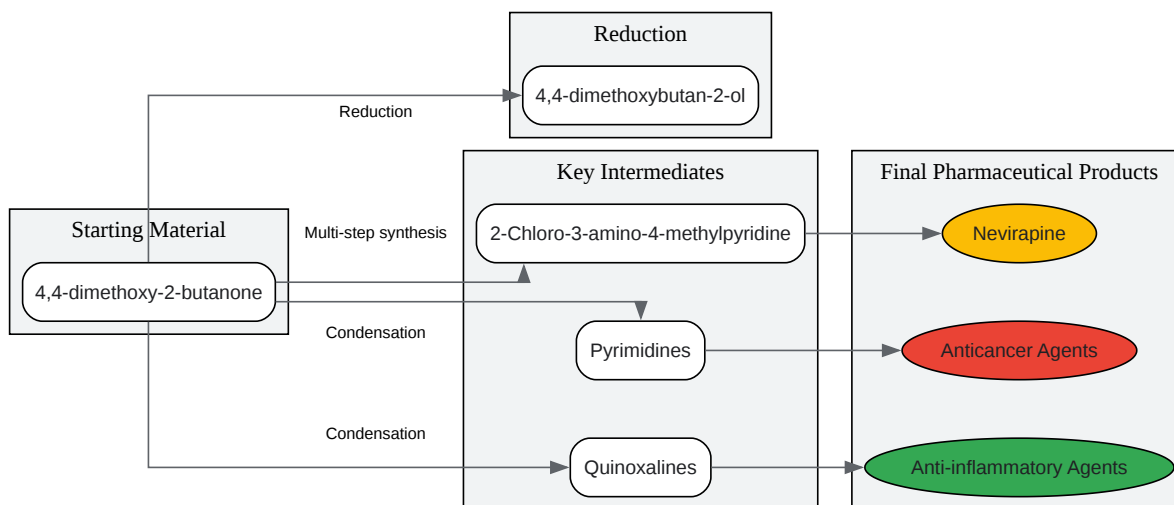 Reduction
4,4-dimethoxybutan-2-ol
Reduction
Key Intermediates
Final Pharmaceutical Products
Starting Material
Multi-step synthesis
2-Chloro-3-amino-4-methylpyridine
Nevirapine
4,4-dimethoxy-2-butanone
Condensation
Pyrimidines
Anticancer Agents
Condensation
Quinoxalines
Anti-inflammatory Agents